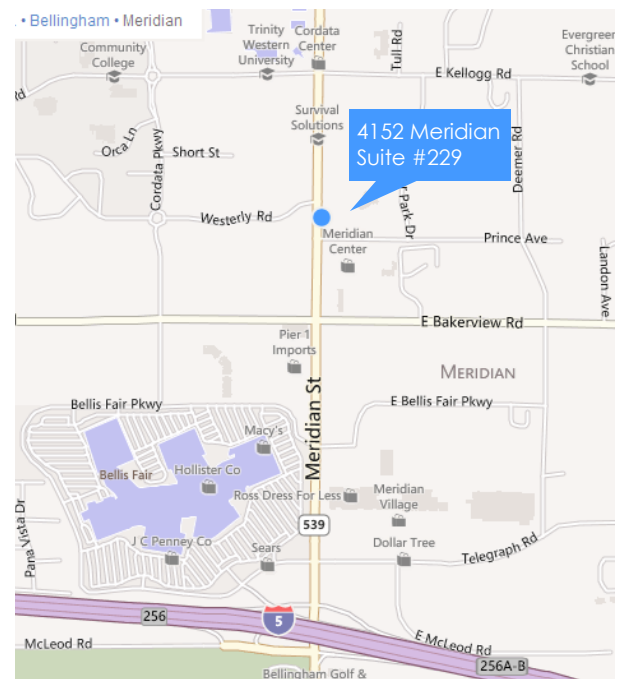 . • Bellingham • Meridian
Community
College
Trinity
Western
University
Cordata
Center
Tull Rd
Evergreen
Christian
School
E Kellogg Rd
Rd
Survival
Solutions
4152 Meridian
Suite #229
Orca Ln
Short St
Cordata Pkwy
Deemer Rd
Westerly Rd
r Park Dr
Meridian
Center
Prince Ave
Landon Ave
E Bakerview Rd
Pier 1
Imports
MERIDIAN
Bellis Fair Pkwy
E Bellis Fair Pkwy
Meridian St
Macy's
Bellis Fair
Hollister Co
Ross Dress For Less
Meridian
Village
Pana Vista Dr
539
J C Penney Co
Sears
Dollar Tree
Telegraph Rd
256
5
McLeod Rd
E McLeod Rd
256A-B
Bellingham Golf &